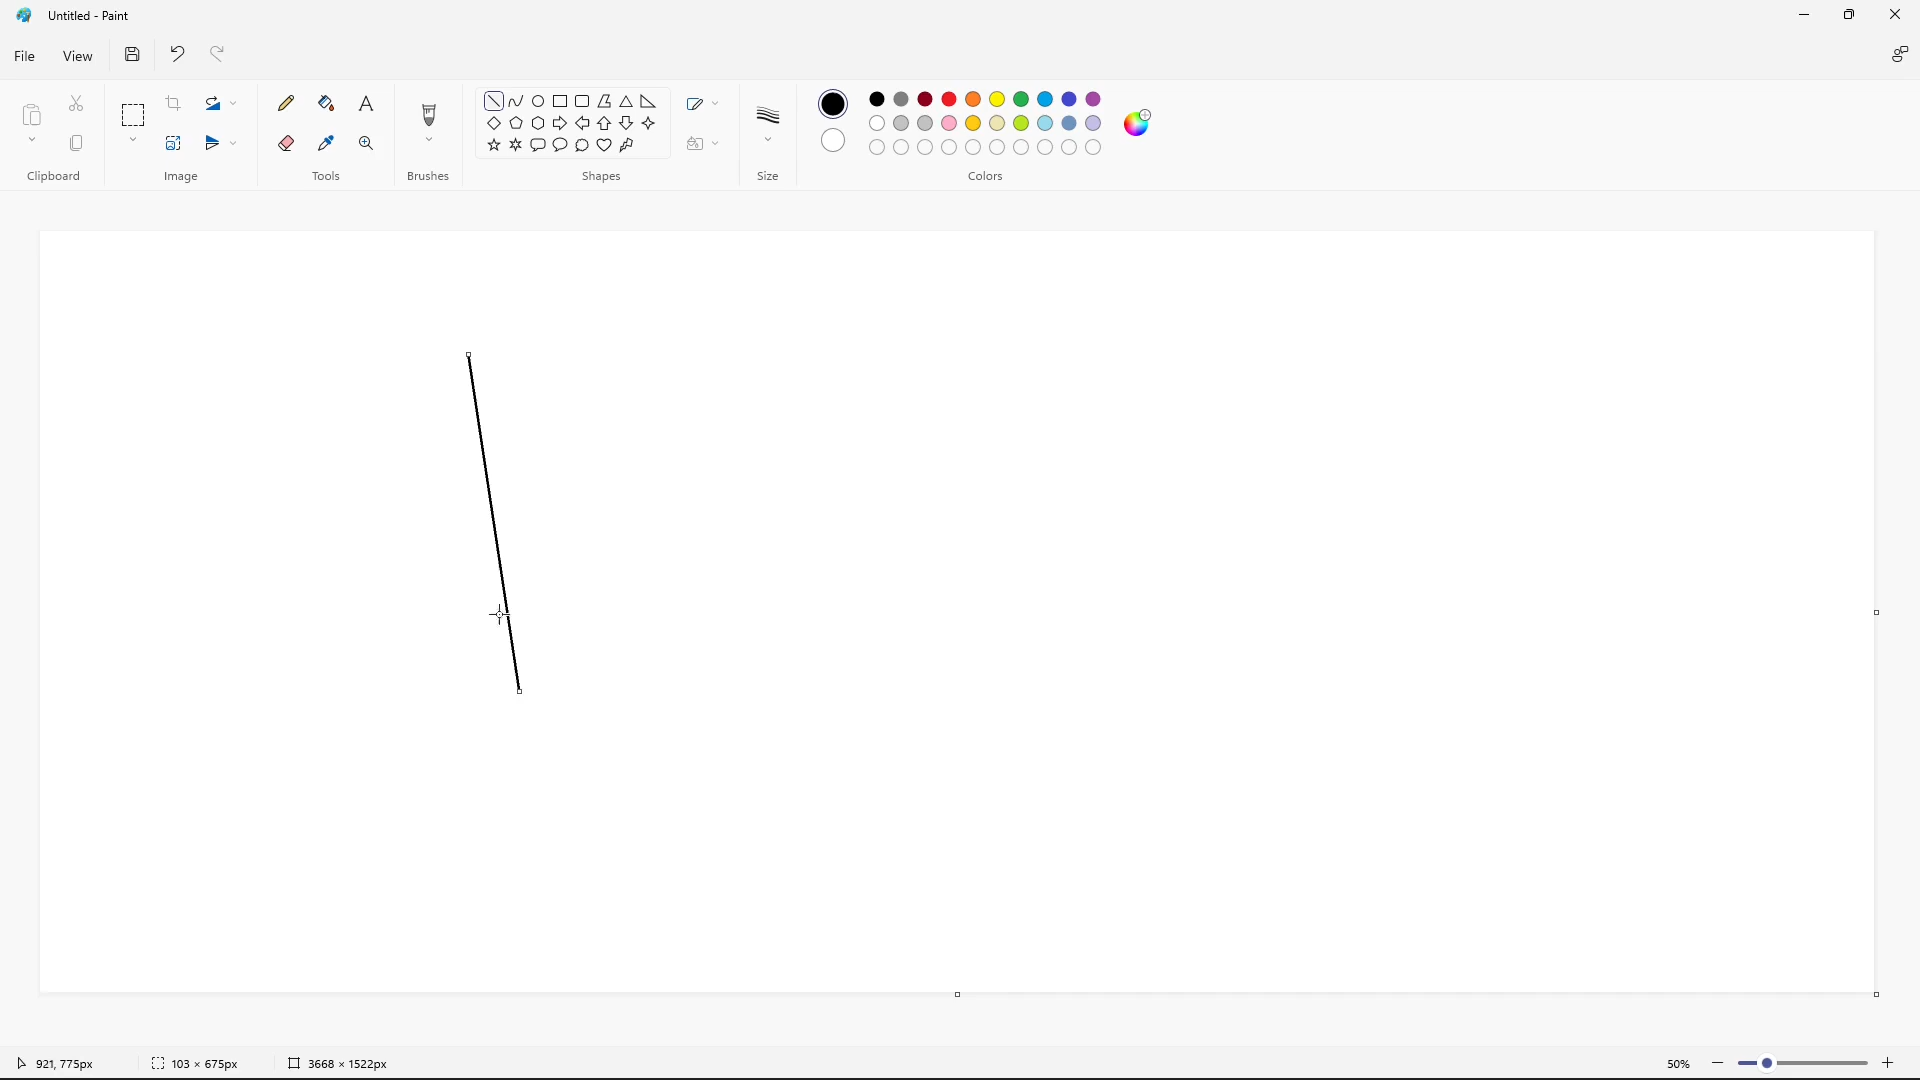 Untitled - Paint
File View
Clipboard Image Tools Brushes Shapes Size Colors
921, 775px 103 × 675px 3668 × 1522px 50%